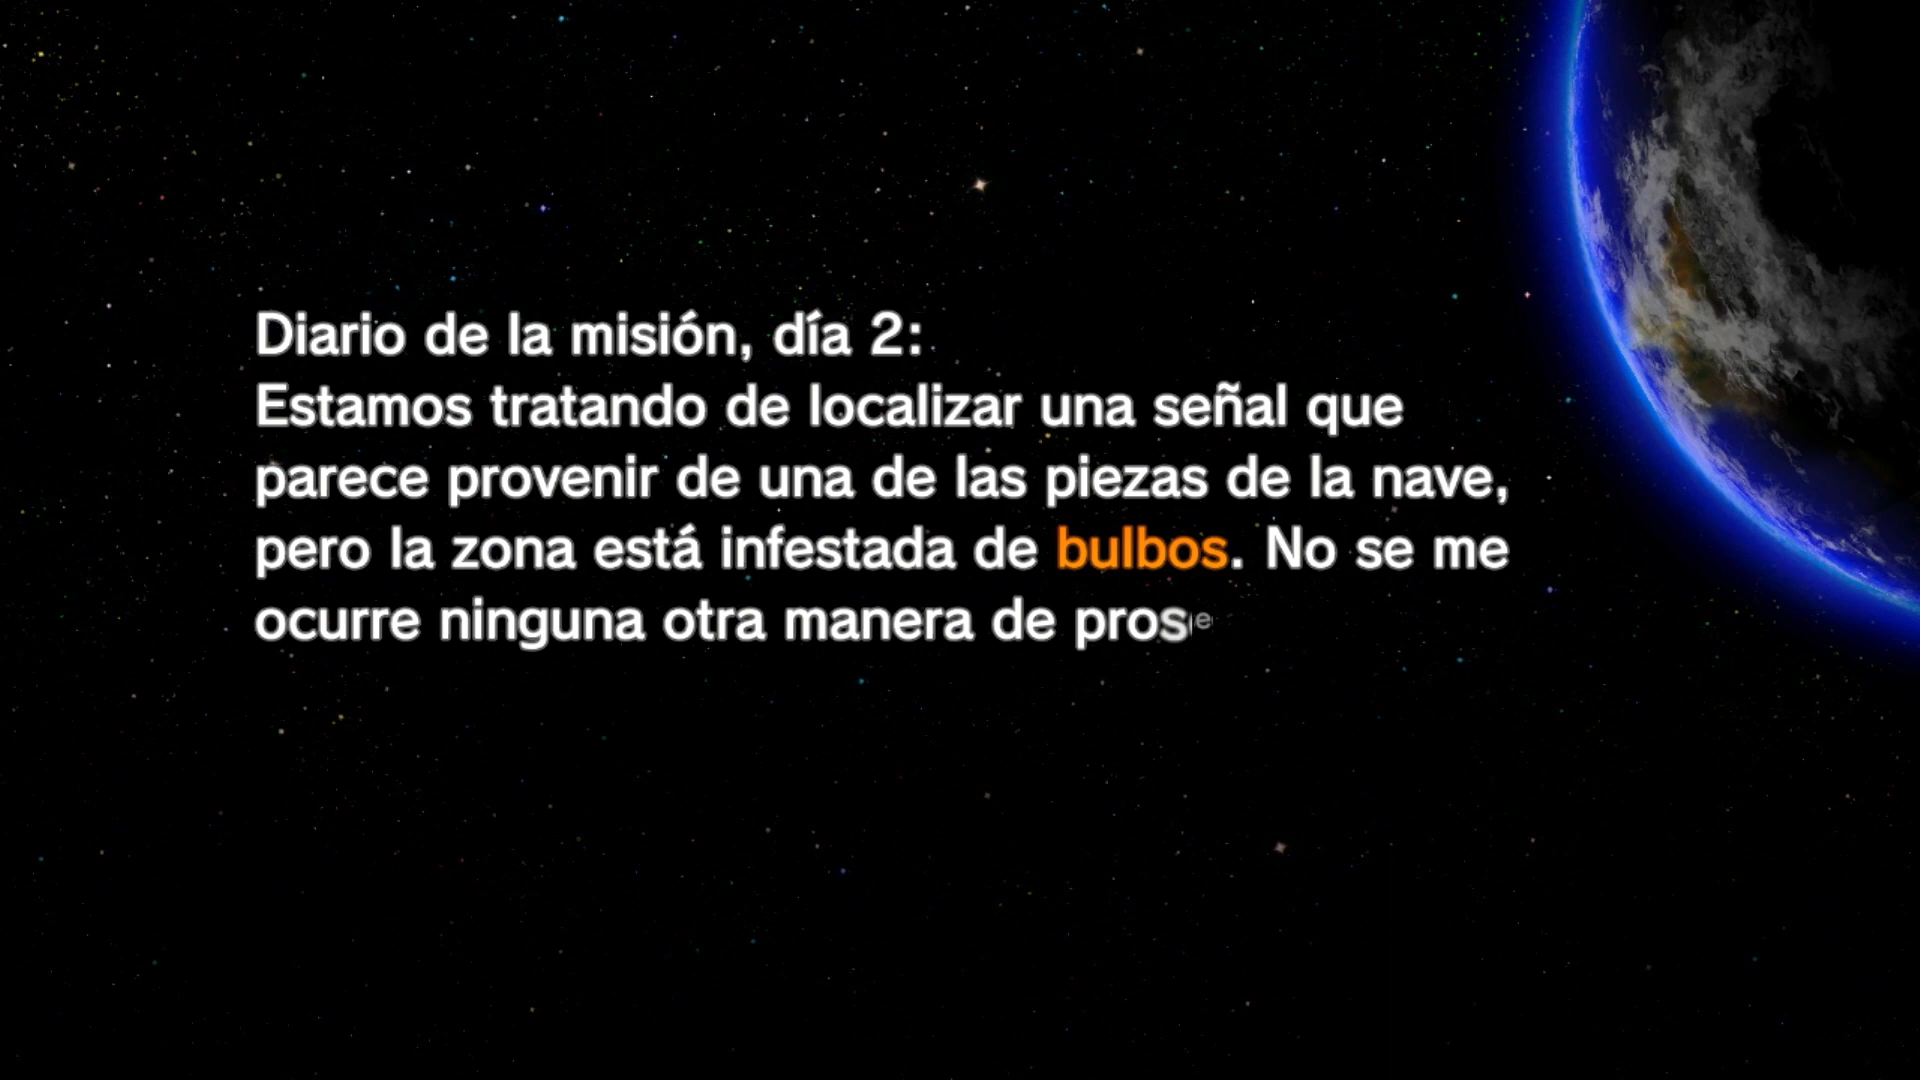 Diario de la misión, día 2:
Estamos tratando de localizar una señal que
parece provenir de una de las piezas de la nave,
pero la zona está infestada de bulbos. No se me
ocurre ninguna otra manera de prose